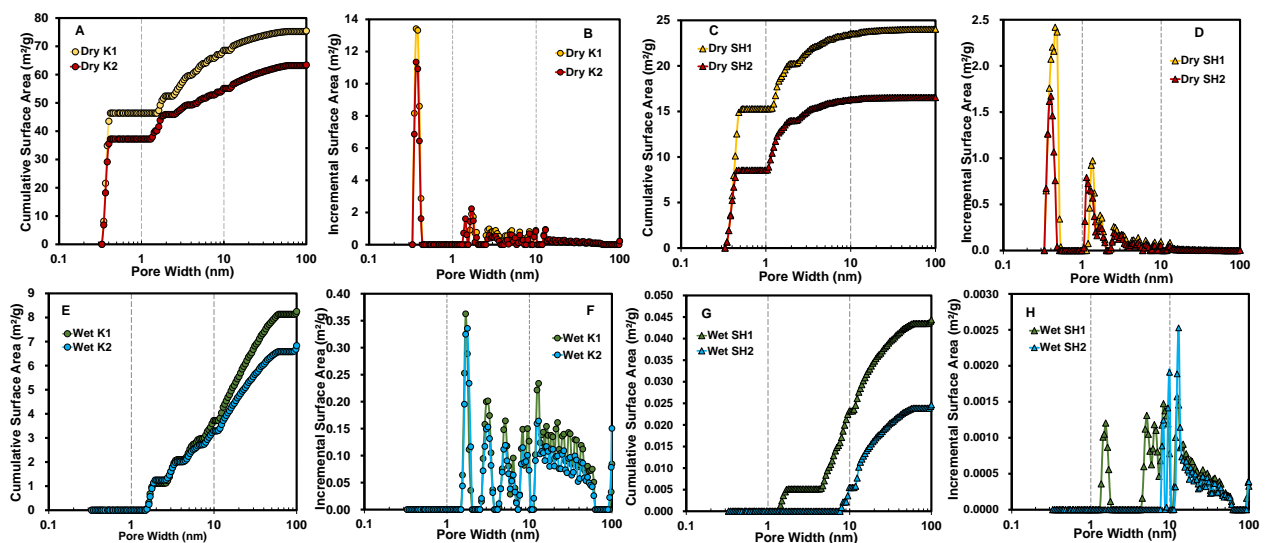 A
Dry K1
Dry K2
Cumulative Surface Area (m²/g)
80
70
60
50
40
30
20
10
0
0.1
1
10
100
Pore Width (nm)
B
Dry K1
Dry K2
Incremental Surface Area (m²/g)
14
12
10
8
6
4
2
0
0.1
1
10
100
Pore Width (nm)
C
Dry SH1
Dry SH2
Cumulative Surface Area (m²/g)
25
20
15
10
5
0
0.1
1
10
100
Pore Width (nm)
D
Dry SH1
Dry SH2
Incremental Surface Area (m²/g)
2.5
2.0
1.5
1.0
0.5
0.0
0.1
1
10
100
Pore Width (nm)
E
Wet K1
Wet K2
Cumulative Surface Area (m²/g)
9
8
7
6
5
4
3
2
1
0
0.1
1
10
100
Pore Width (nm)
F
Wet K1
Wet K2
Incremental Surface Area (m²/g)
0.40
0.35
0.30
0.25
0.20
0.15
0.10
0.05
0.00
0.1
1
10
100
Pore Width (nm)
G
Wet SH1
Wet SH2
Cumulative Surface Area (m²/g)
0.050
0.045
0.040
0.035
0.030
0.025
0.020
0.015
0.010
0.005
0.000
0.1
1
10
100
Pore Width (nm)
H
Wet SH1
Wet SH2
Incremental Surface Area (m²/g)
0.0030
0.0025
0.0020
0.0015
0.0010
0.0005
0.0000
0.1
1
10
100
Pore Width (nm)